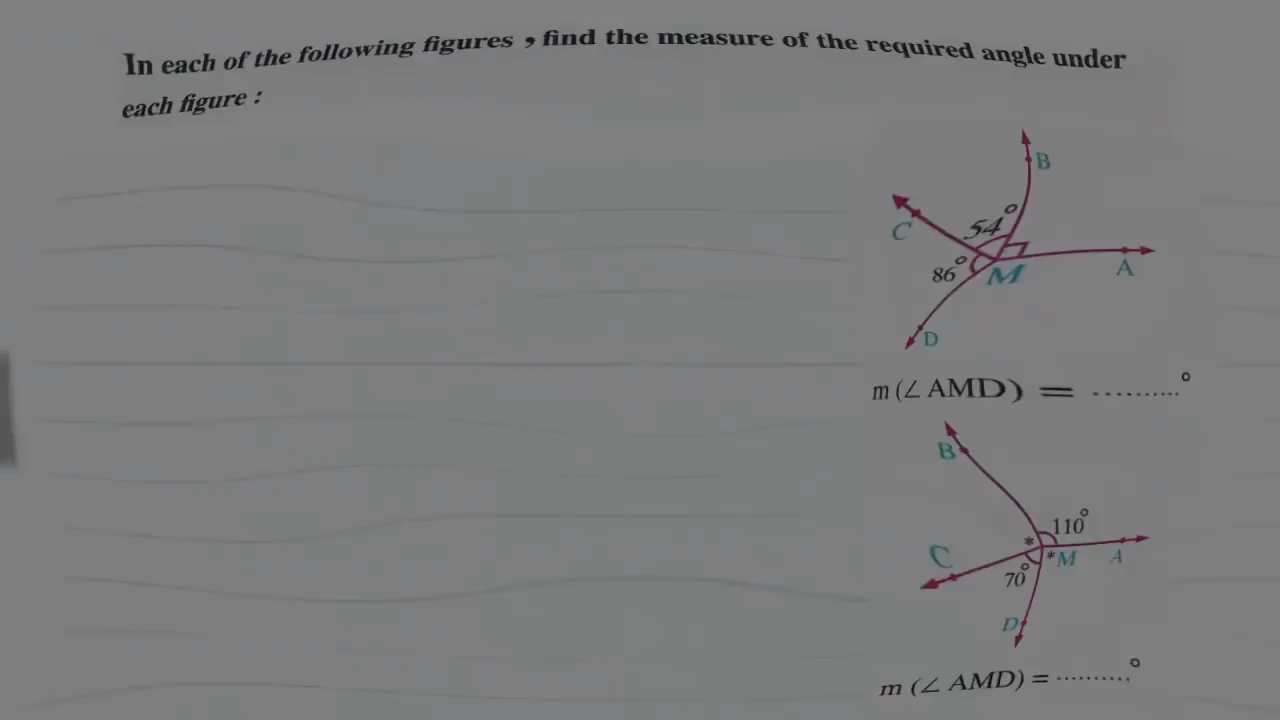 In each of the following figures , find the measure of the required angle under
each figure :
B
C
54°
86°
M
A
D
m (∠ AMD) = ..........°
B
110°
*
*M
A
C
70°
D
m (∠ AMD) = ..........°